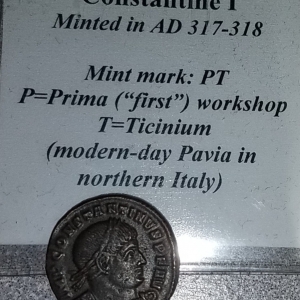 Constantine I
Minted in AD 317-318
Mint mark: PT
P=Prima ("first") workshop
T=Ticinium
(modern-day Pavia in
northern Italy)